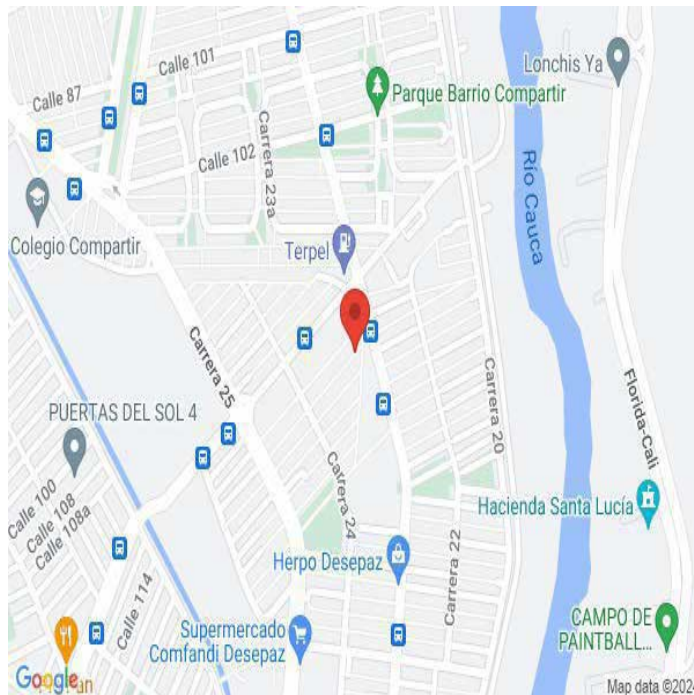 Calle 101
Lonchis Ya
Calle 87
Parque Barrio Compartir
Carrera 23a
Calle 102
Río Cauca
Colegio Compartir
Terpel
Carrera 25
Carrera 20
Florida-Cali
PUERTAS DEL SOL 4
Calle 100
Calle 108
Calle 108a
Carrera 24
Hacienda Santa Lucía
Herpo Desepaz
Carrera 22
Calle 114
Supermercado
Comfandi Desepaz
CAMPO DE
PAINTBALL...
Google
Map data ©202